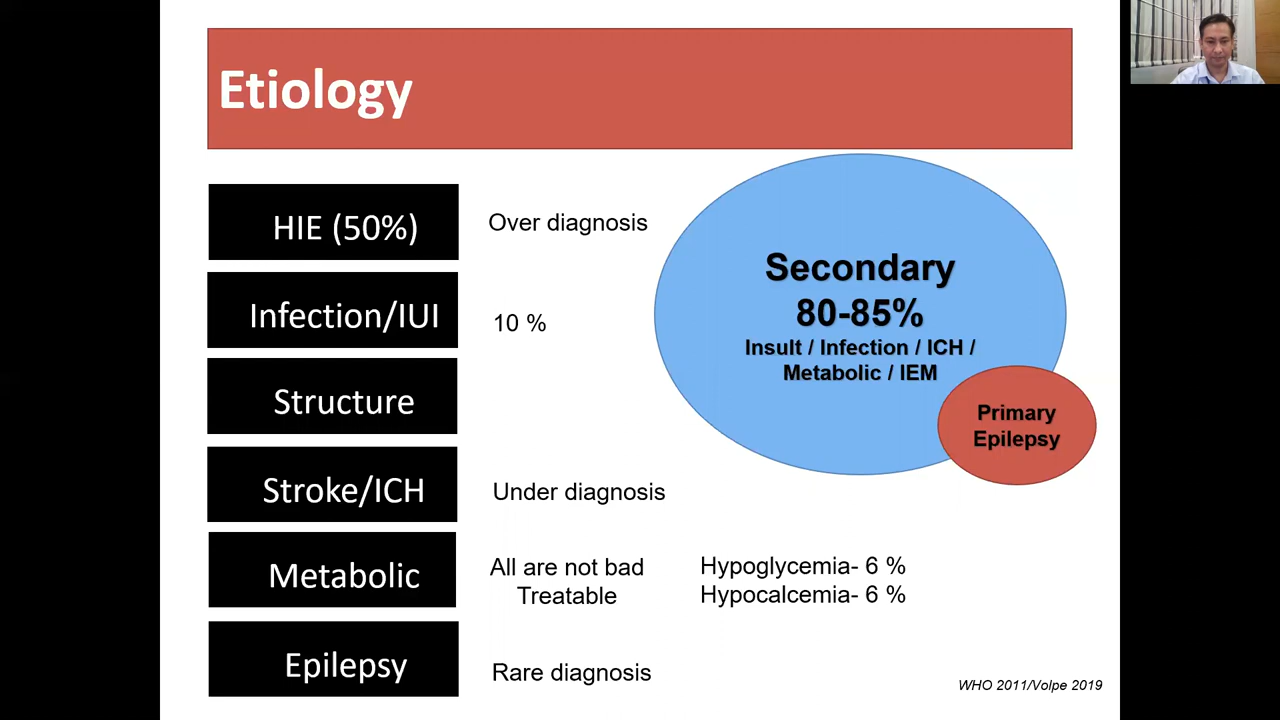 Etiology
HIE (50%)
Over diagnosis
Infection/IUI
10 %
Structure
Stroke/ICH
Under diagnosis
Metabolic
All are not bad
Treatable
Hypoglycemia- 6 %
Hypocalcemia- 6 %
Epilepsy
Rare diagnosis
Secondary
80-85%
Insult / Infection / ICH /
Metabolic / IEM
Primary
Epilepsy
WHO 2011/Volpe 2019